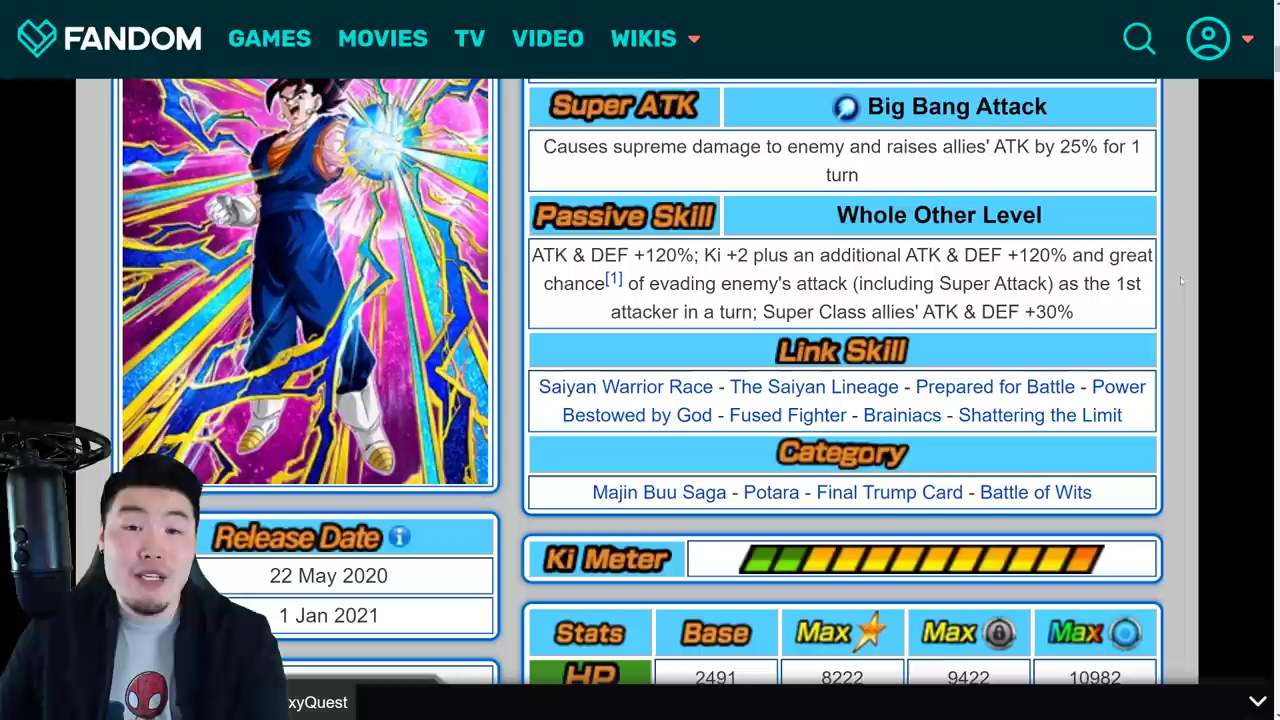 FANDOM GAMES MOVIES TV VIDEO WIKIS
Super ATK Big Bang Attack
Causes supreme damage to enemy and raises allies' ATK by 25% for 1
turn
Passive Skill Whole Other Level
ATK & DEF +120%; Ki +2 plus an additional ATK & DEF +120% and great
chance[1] of evading enemy's attack (including Super Attack) as the 1st
attacker in a turn; Super Class allies' ATK & DEF +30%
Link Skill
Saiyan Warrior Race - The Saiyan Lineage - Prepared for Battle - Power
Bestowed by God - Fused Fighter - Brainiacs - Shattering the Limit
Category
Majin Buu Saga - Potara - Final Trump Card - Battle of Wits
Release Date i
22 May 2020
1 Jan 2021
Ki Meter
Stats Base Max Max Max
HP 2491 8222 9422 10982
xyQuest